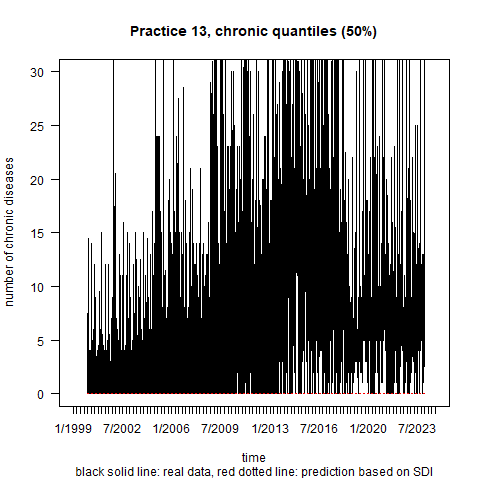 Practice 13, chronic quantiles (50%)
number of chronic diseases
30
25
20
15
10
5
0
1/1999 7/2002 1/2006 7/2009 1/2013 7/2016 1/2020 7/2023
time
black solid line: real data, red dotted line: prediction based on SDI